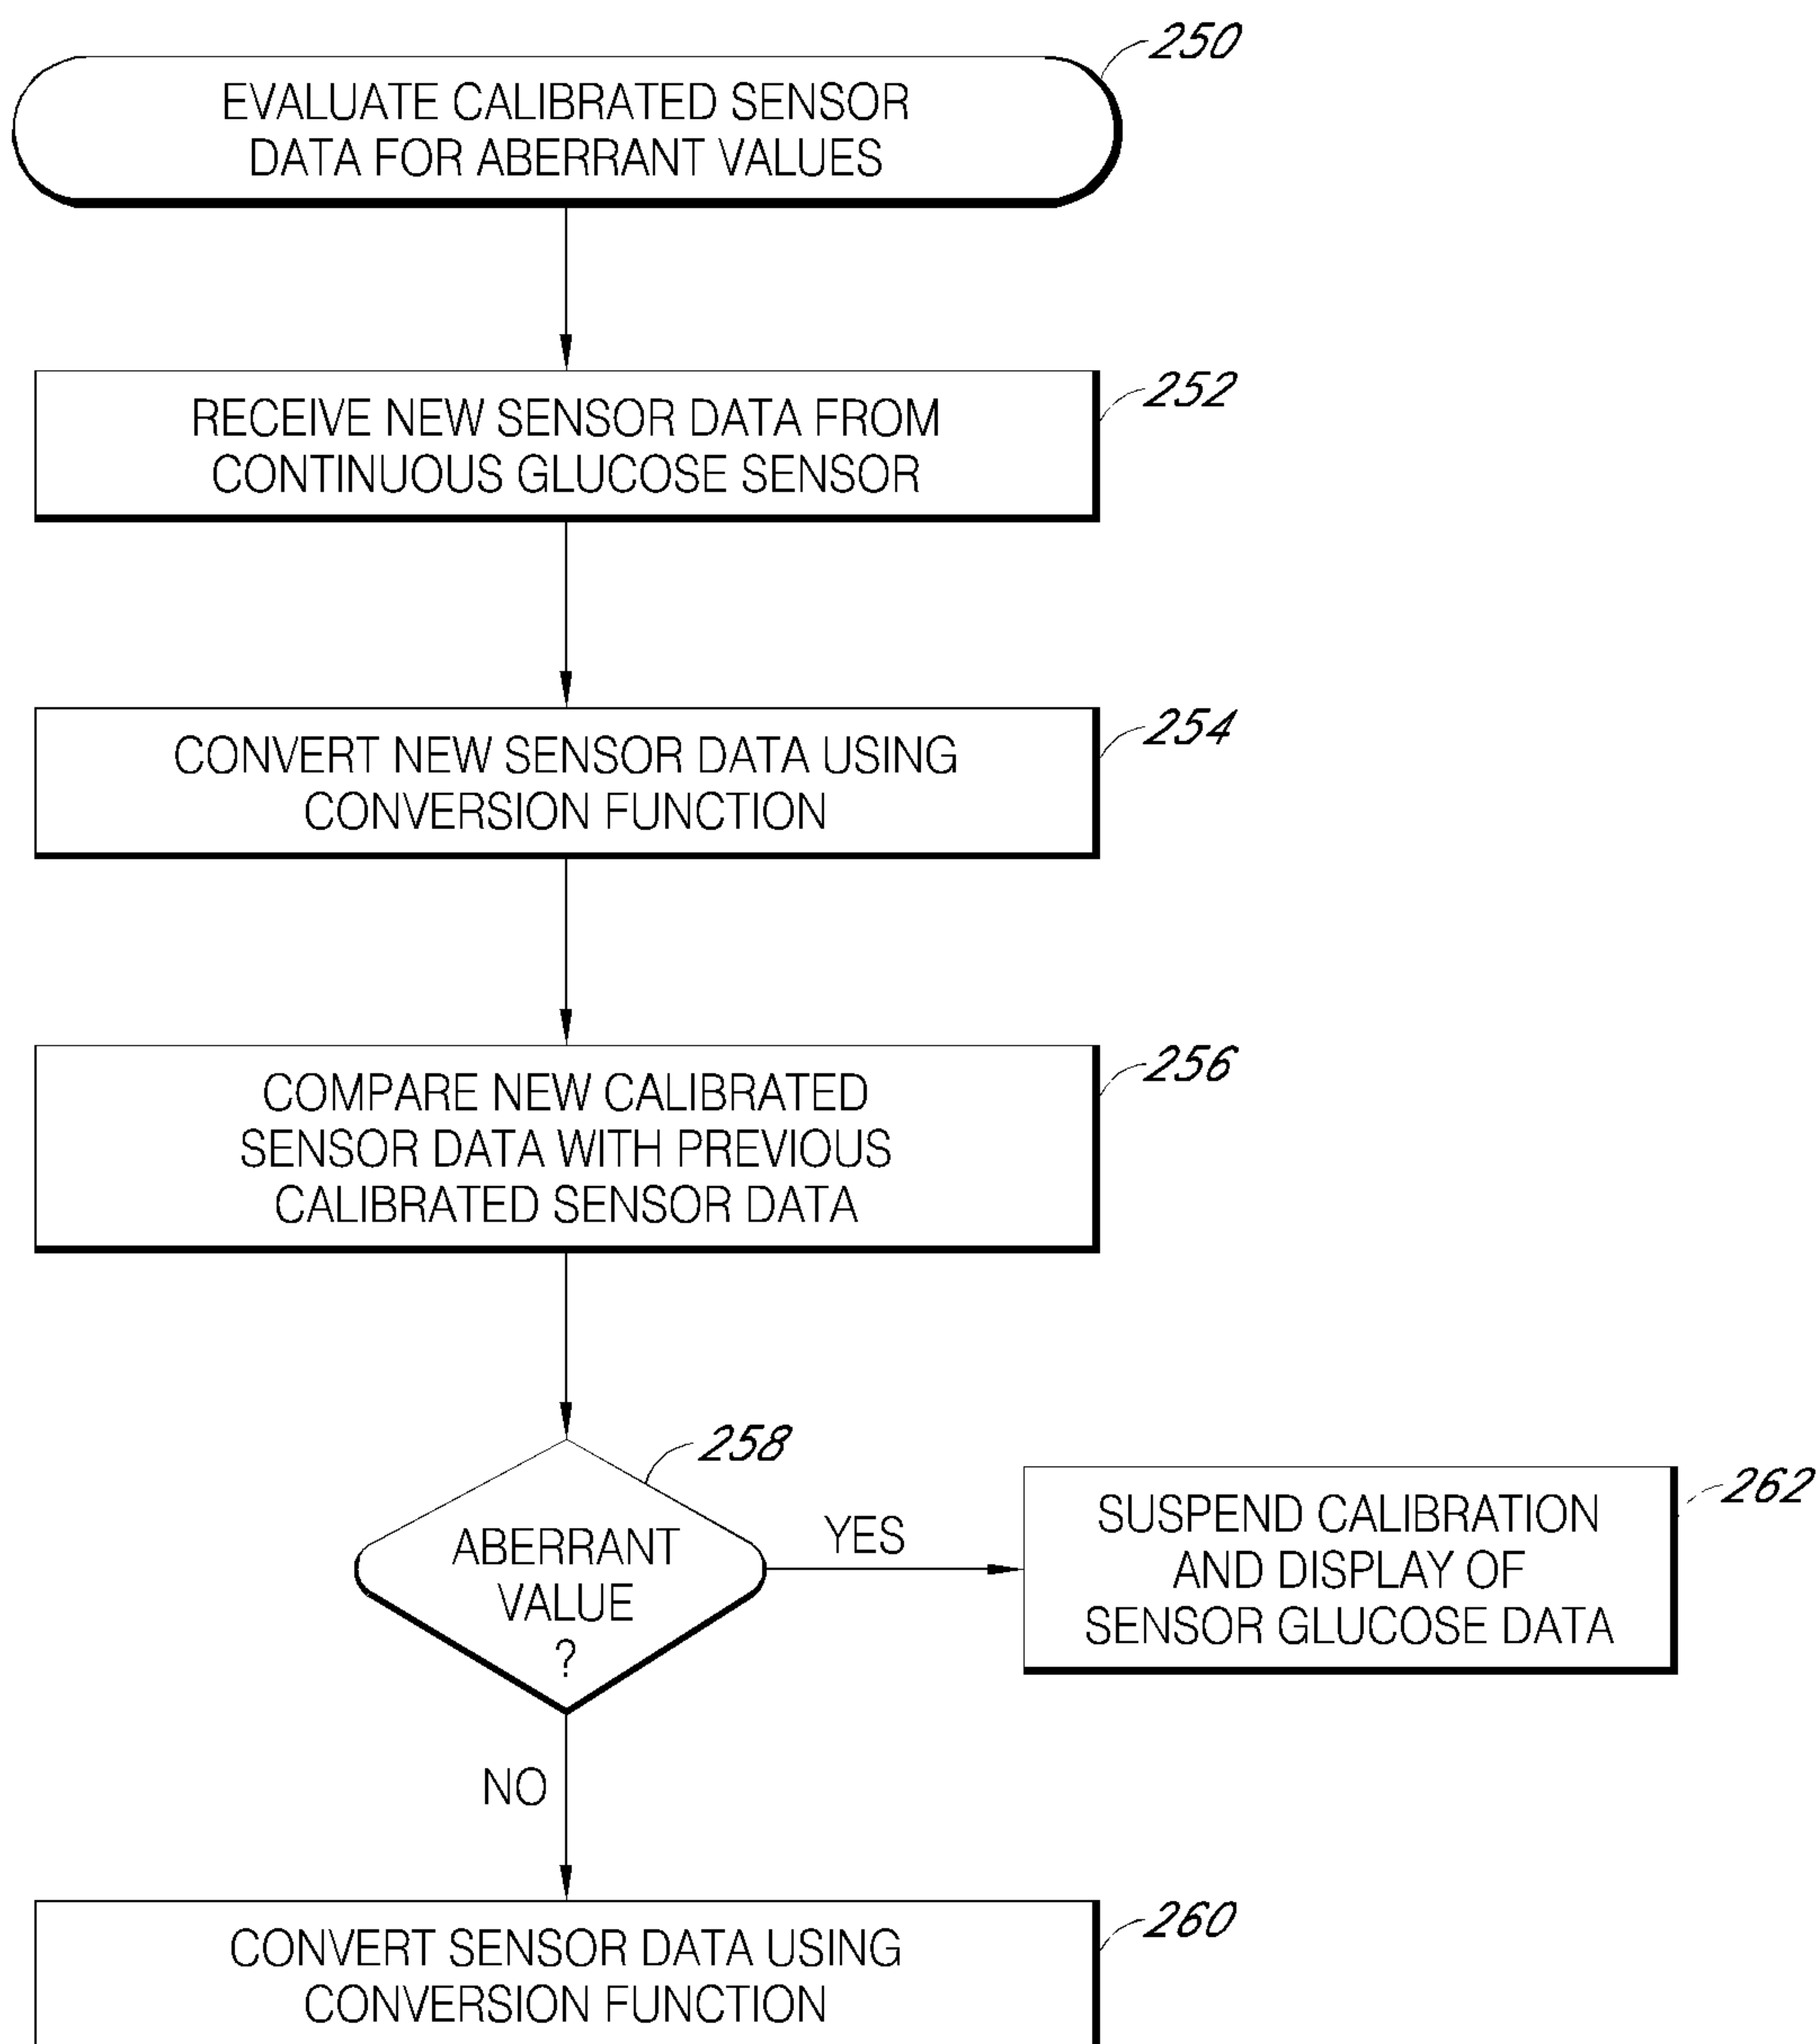 250
EVALUATE CALIBRATED SENSOR
DATA FOR ABERRANT VALUES
252
RECEIVE NEW SENSOR DATA FROM
CONTINUOUS GLUCOSE SENSOR
254
CONVERT NEW SENSOR DATA USING
CONVERSION FUNCTION
256
COMPARE NEW CALIBRATED
SENSOR DATA WITH PREVIOUS
CALIBRATED SENSOR DATA
258
ABERRANT
VALUE
?
YES
262
SUSPEND CALIBRATION
AND DISPLAY OF
SENSOR GLUCOSE DATA
NO
260
CONVERT SENSOR DATA USING
CONVERSION FUNCTION